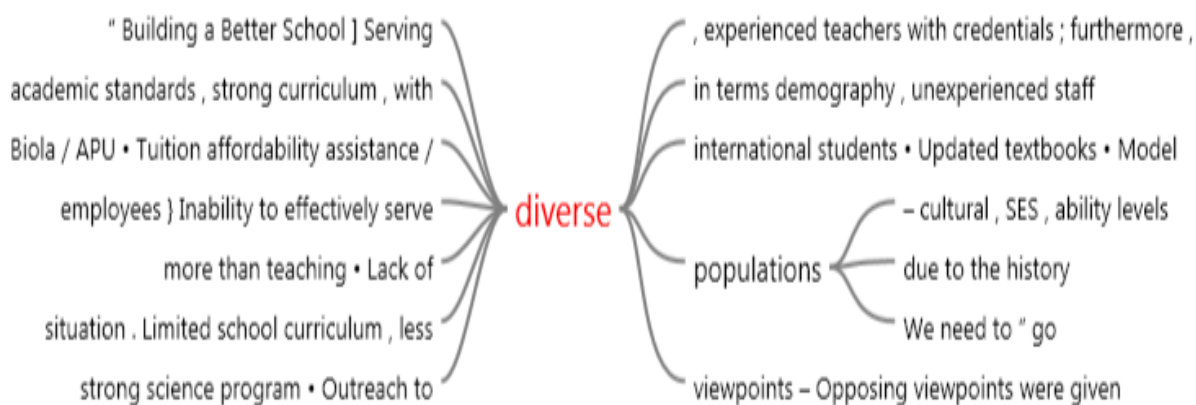 " Building a Better School ] Serving
academic standards , strong curriculum , with
Biola / APU • Tuition affordability assistance /
employees } Inability to effectively serve
more than teaching • Lack of
situation . Limited school curriculum , less
strong science program • Outreach to
diverse
, experienced teachers with credentials ; furthermore ,
in terms demography , unexperienced staff
international students • Updated textbooks • Model
populations
– cultural , SES , ability levels
due to the history
We need to " go
viewpoints – Opposing viewpoints were given